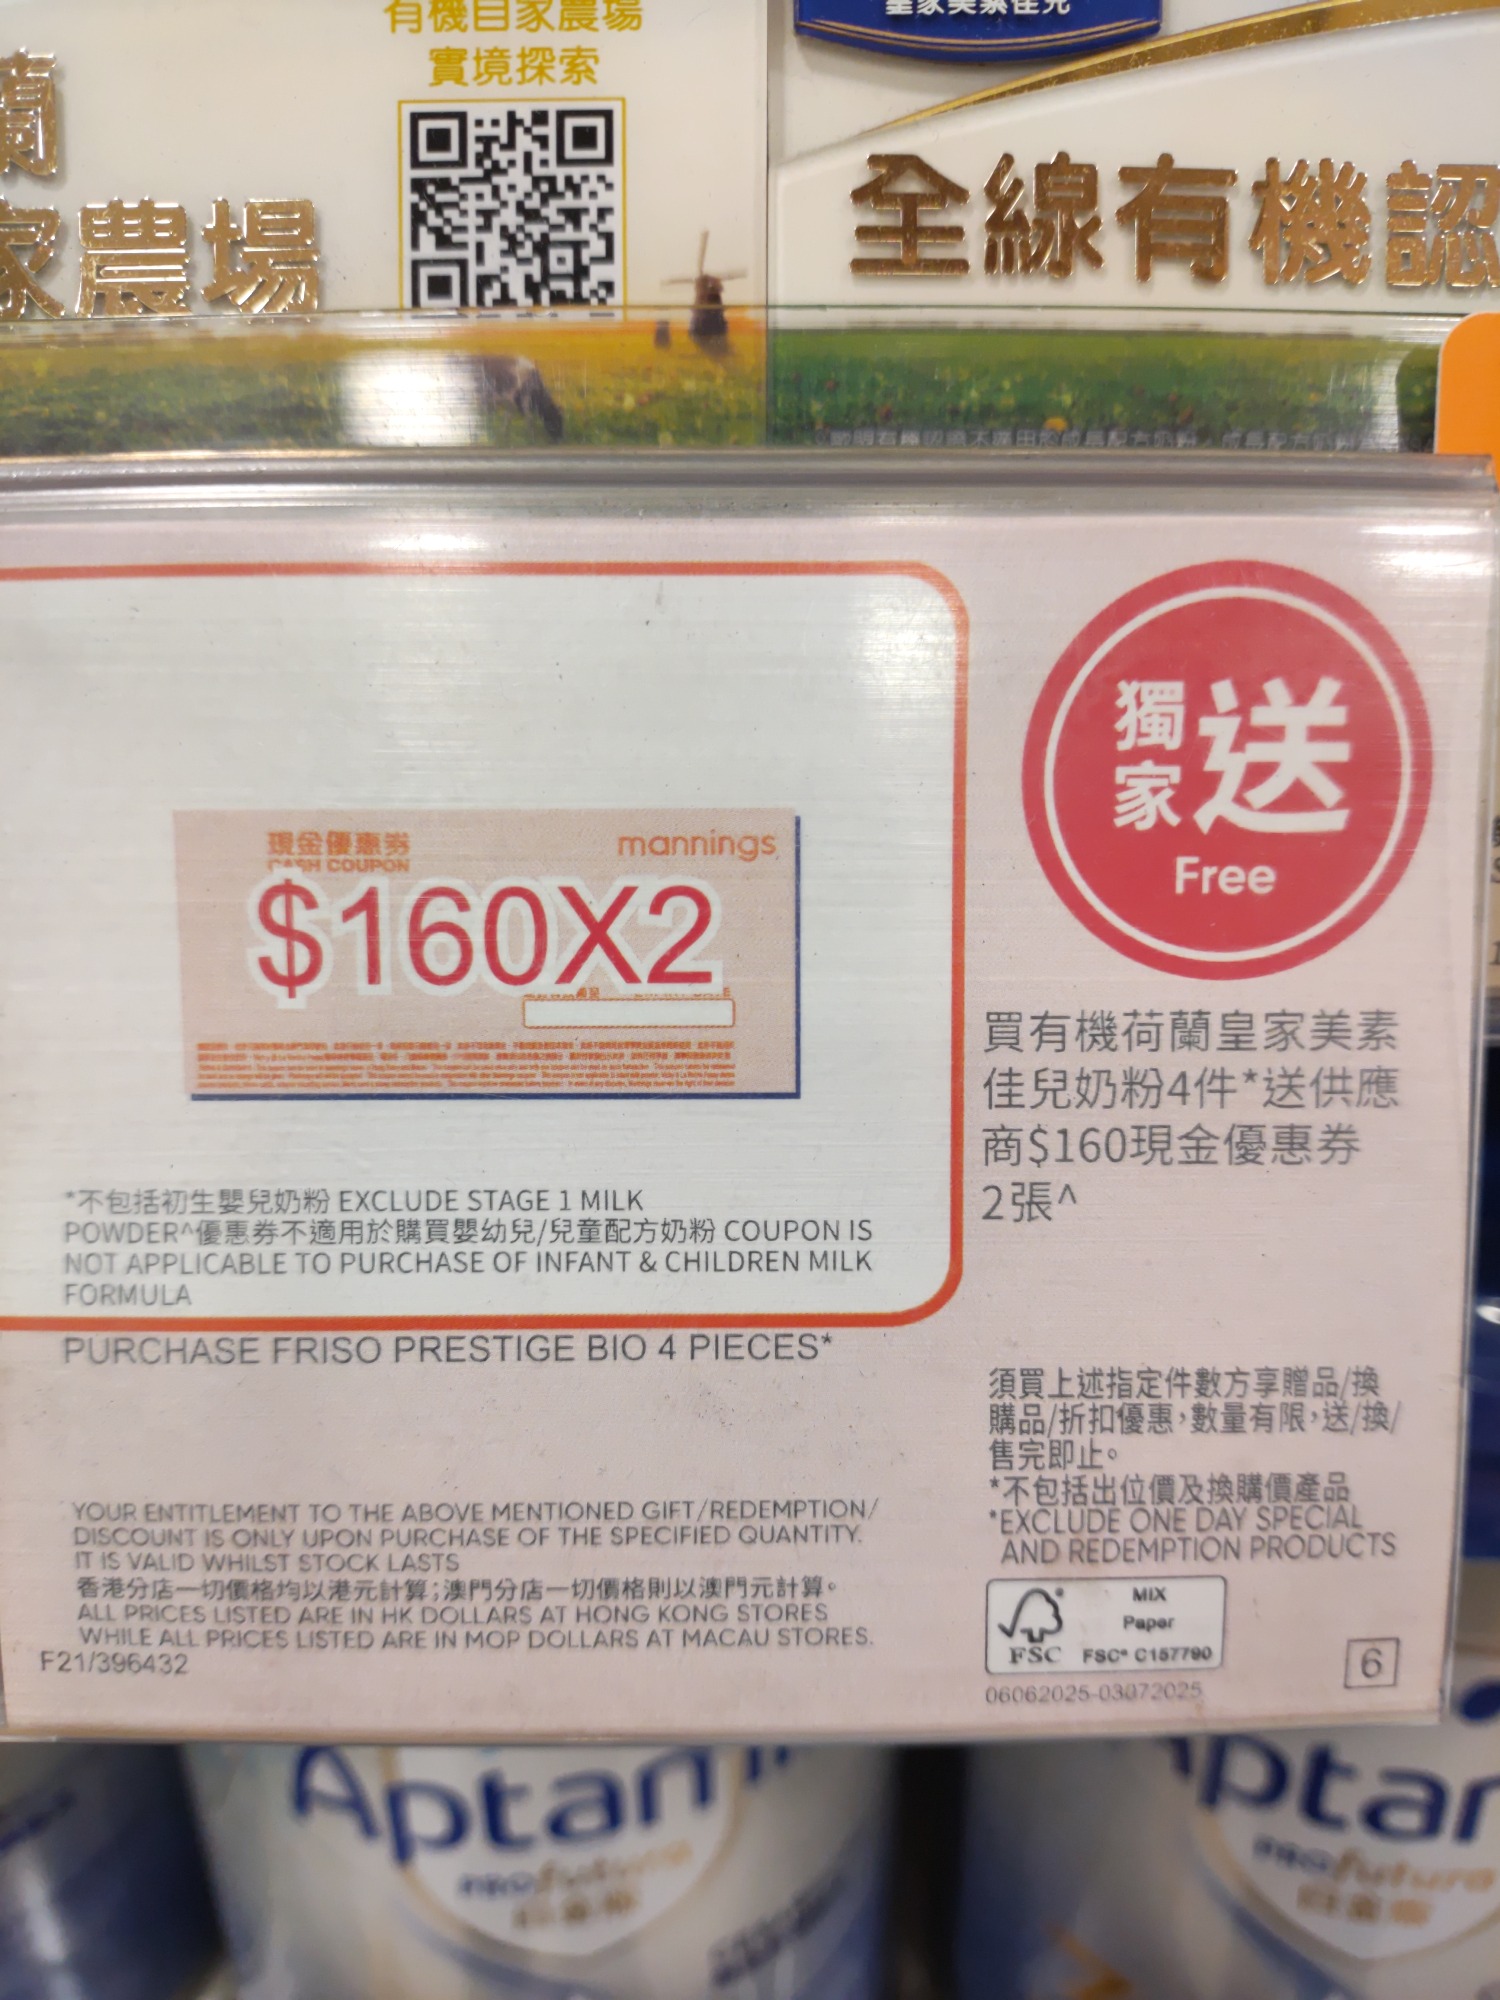 有機自家農場
實境探索
蘭
家農場
皇家美素佳兒
全線有機認
獨家送
Free
現金優惠券
CASH COUPON
mannings
$160X2
買有機荷蘭皇家美素
佳兒奶粉4件*送供應
商$160現金優惠券
2張^
*不包括初生嬰兒奶粉 EXCLUDE STAGE 1 MILK
POWDER^優惠券不適用於購買嬰幼兒/兒童配方奶粉 COUPON IS
NOT APPLICABLE TO PURCHASE OF INFANT & CHILDREN MILK
FORMULA
PURCHASE FRISO PRESTIGE BIO 4 PIECES*
須買上述指定件數方享贈品/換
購品/折扣優惠，數量有限，送/換/
售完即止。
*不包括出位價及換購價產品
*EXCLUDE ONE DAY SPECIAL
AND REDEMPTION PRODUCTS
YOUR ENTITLEMENT TO THE ABOVE MENTIONED GIFT/REDEMPTION/
DISCOUNT IS ONLY UPON PURCHASE OF THE SPECIFIED QUANTITY.
IT IS VALID WHILST STOCK LASTS
香港分店一切價格均以港元計算；澳門分店一切價格則以澳門元計算。
ALL PRICES LISTED ARE IN HK DOLLARS AT HONG KONG STORES
WHILE ALL PRICES LISTED ARE IN MOP DOLLARS AT MACAU STORES.
F21/396432
MIX
Paper
FSC
FSC® C157790
06062025-03072025
6
Aptam
PROfutura
Aptam
PROfutura